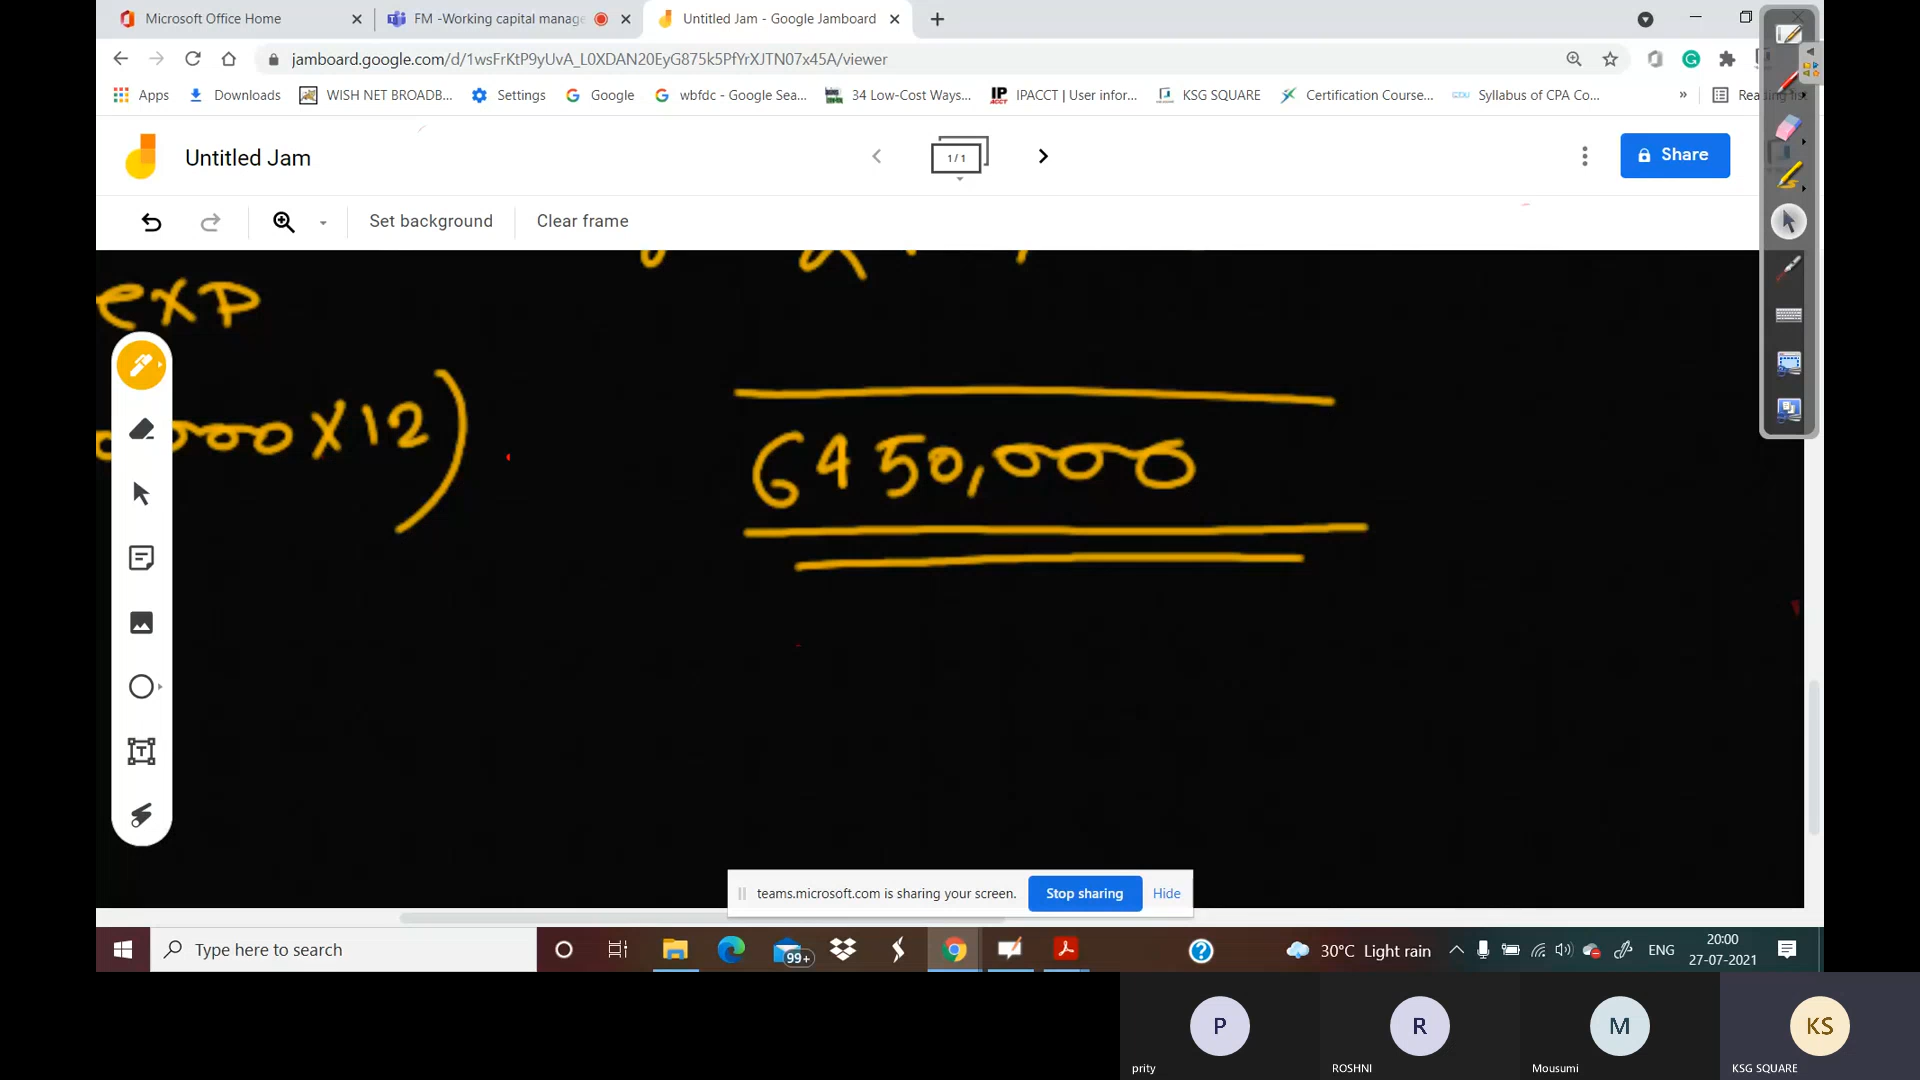 Microsoft Office Home
FM -Working capital manage
Untitled Jam - Google Jamboard
jamboard.google.com/d/1wsFrKtP9yUvA_L0XDAN20EyG875k5PfYrXJTN07x45A/viewer
Apps
Downloads
WISH NET BROADB...
Settings
Google
wbfdc - Google Sea...
34 Low-Cost Ways...
IP ACCT
IPACCT | User infor...
KSG SQUARE
Certification Course...
Syllabus of CPA Co...
»
Untitled Jam
1 / 1
Share
Set background
Clear frame
exp
000 X 12)
6450,000
teams.microsoft.com is sharing your screen.
Stop sharing
Hide
Type here to search
99+
30°C Light rain
ENG
20:00
27-07-2021
P
prity
R
ROSHNI
M
Mousumi
KS
KSG SQUARE